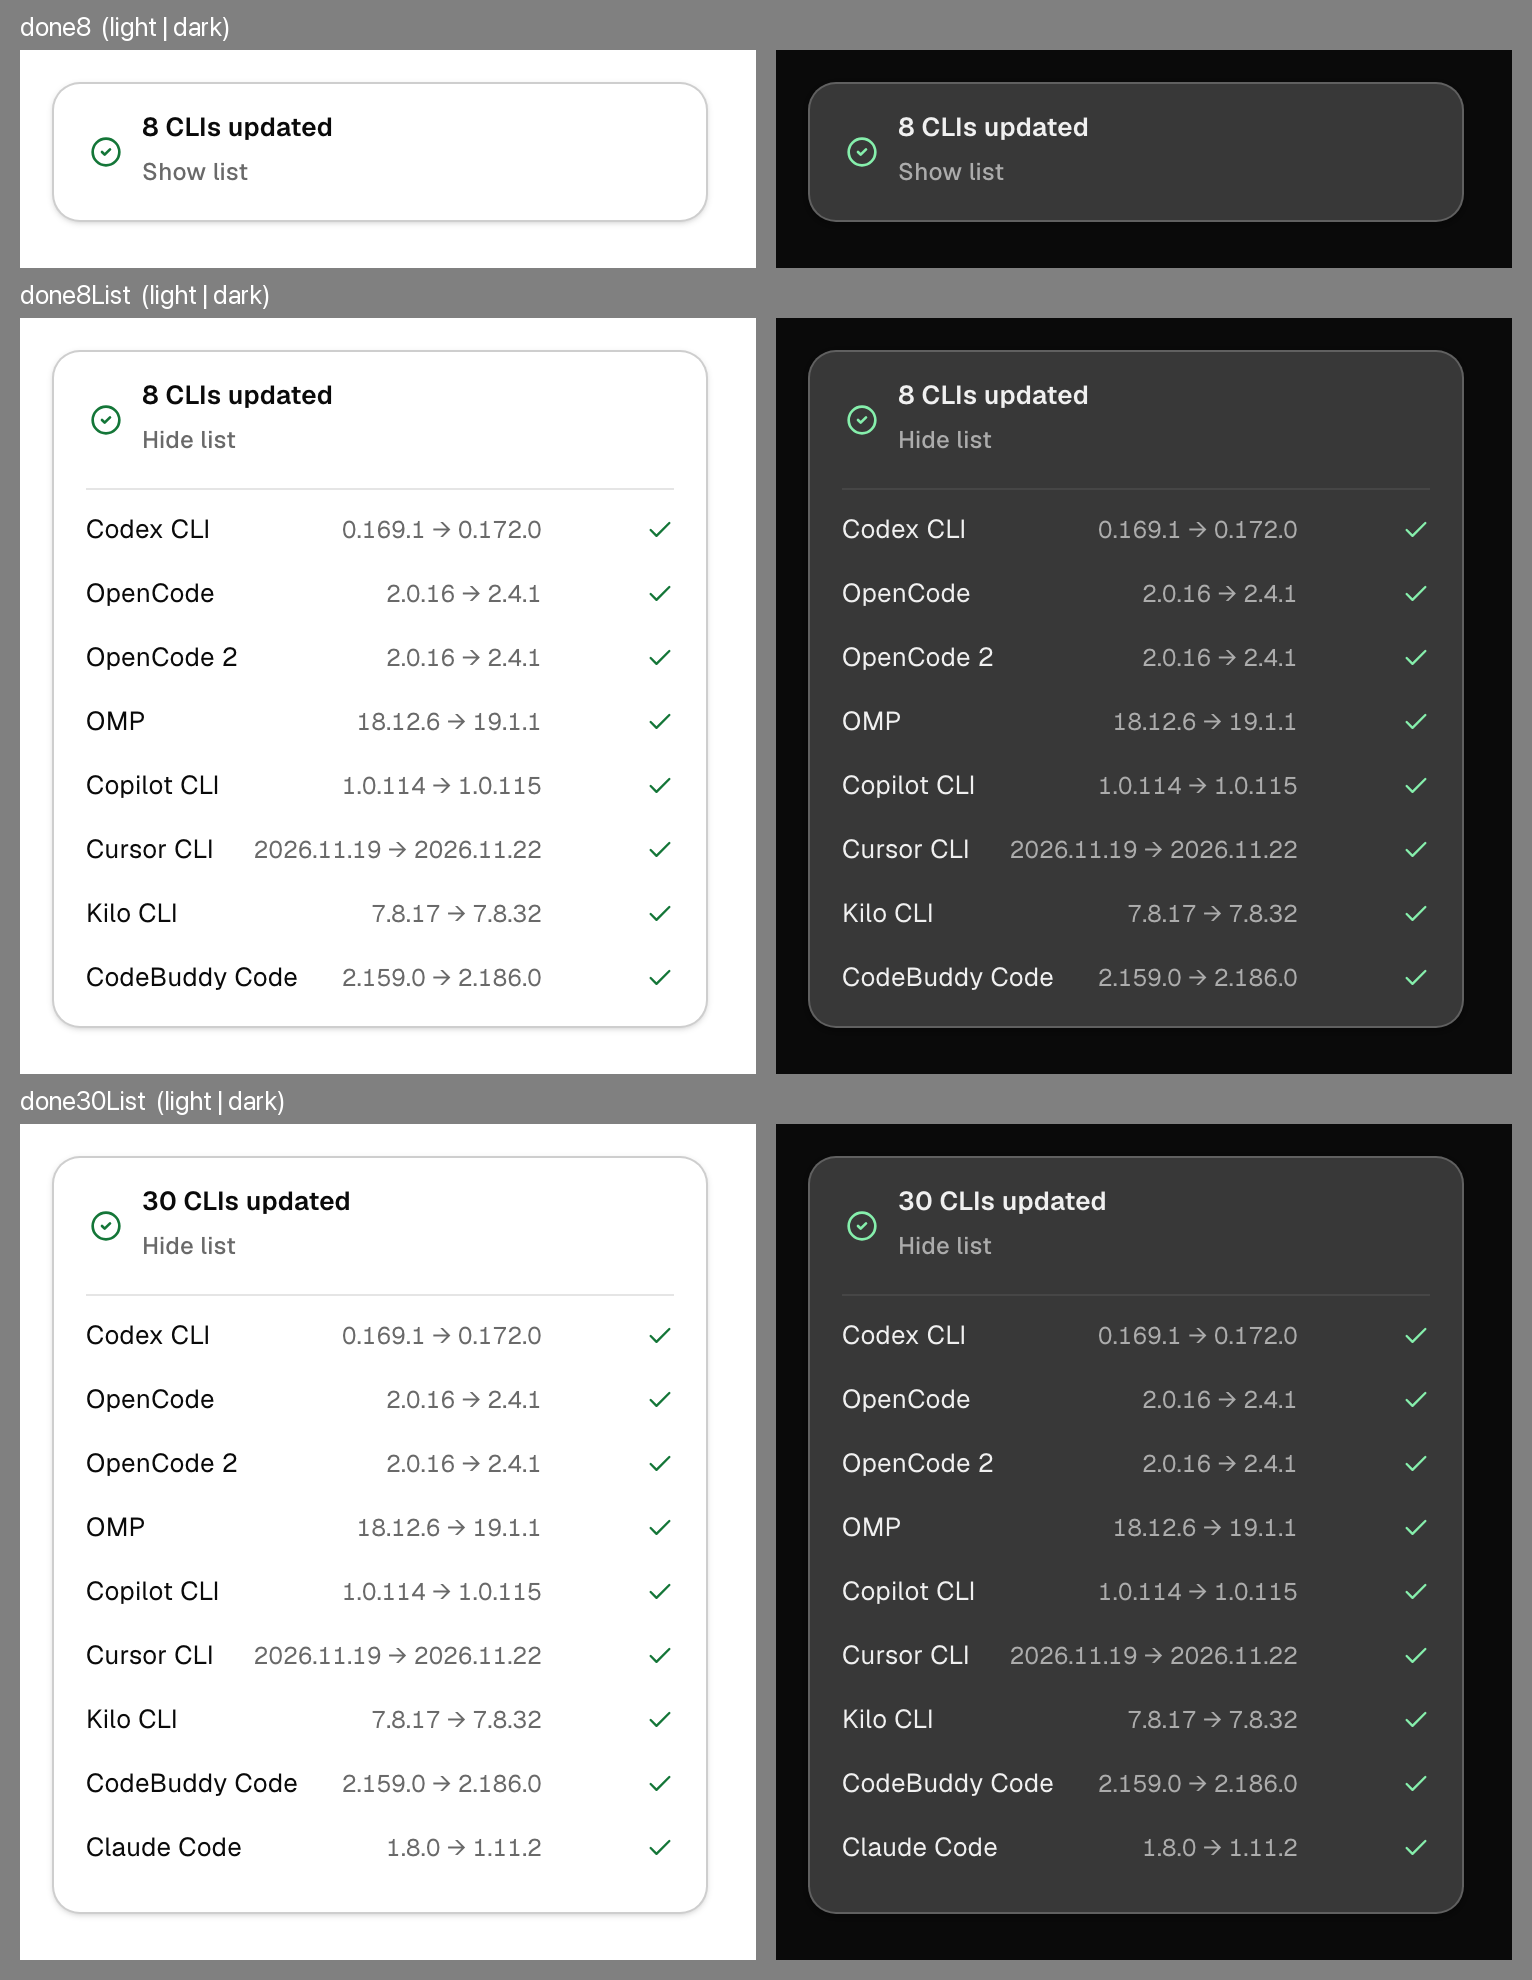 done8 (light | dark)
8 CLIs updated
Show list
8 CLIs updated
Show list
done8List (light | dark)
8 CLIs updated
Hide list
Codex CLI 0.169.1 → 0.172.0
OpenCode 2.0.16 → 2.4.1
OpenCode 2 2.0.16 → 2.4.1
OMP 18.12.6 → 19.1.1
Copilot CLI 1.0.114 → 1.0.115
Cursor CLI 2026.11.19 → 2026.11.22
Kilo CLI 7.8.17 → 7.8.32
CodeBuddy Code 2.159.0 → 2.186.0
8 CLIs updated
Hide list
Codex CLI 0.169.1 → 0.172.0
OpenCode 2.0.16 → 2.4.1
OpenCode 2 2.0.16 → 2.4.1
OMP 18.12.6 → 19.1.1
Copilot CLI 1.0.114 → 1.0.115
Cursor CLI 2026.11.19 → 2026.11.22
Kilo CLI 7.8.17 → 7.8.32
CodeBuddy Code 2.159.0 → 2.186.0
done30List (light | dark)
30 CLIs updated
Hide list
Codex CLI 0.169.1 → 0.172.0
OpenCode 2.0.16 → 2.4.1
OpenCode 2 2.0.16 → 2.4.1
OMP 18.12.6 → 19.1.1
Copilot CLI 1.0.114 → 1.0.115
Cursor CLI 2026.11.19 → 2026.11.22
Kilo CLI 7.8.17 → 7.8.32
CodeBuddy Code 2.159.0 → 2.186.0
Claude Code 1.8.0 → 1.11.2
30 CLIs updated
Hide list
Codex CLI 0.169.1 → 0.172.0
OpenCode 2.0.16 → 2.4.1
OpenCode 2 2.0.16 → 2.4.1
OMP 18.12.6 → 19.1.1
Copilot CLI 1.0.114 → 1.0.115
Cursor CLI 2026.11.19 → 2026.11.22
Kilo CLI 7.8.17 → 7.8.32
CodeBuddy Code 2.159.0 → 2.186.0
Claude Code 1.8.0 → 1.11.2